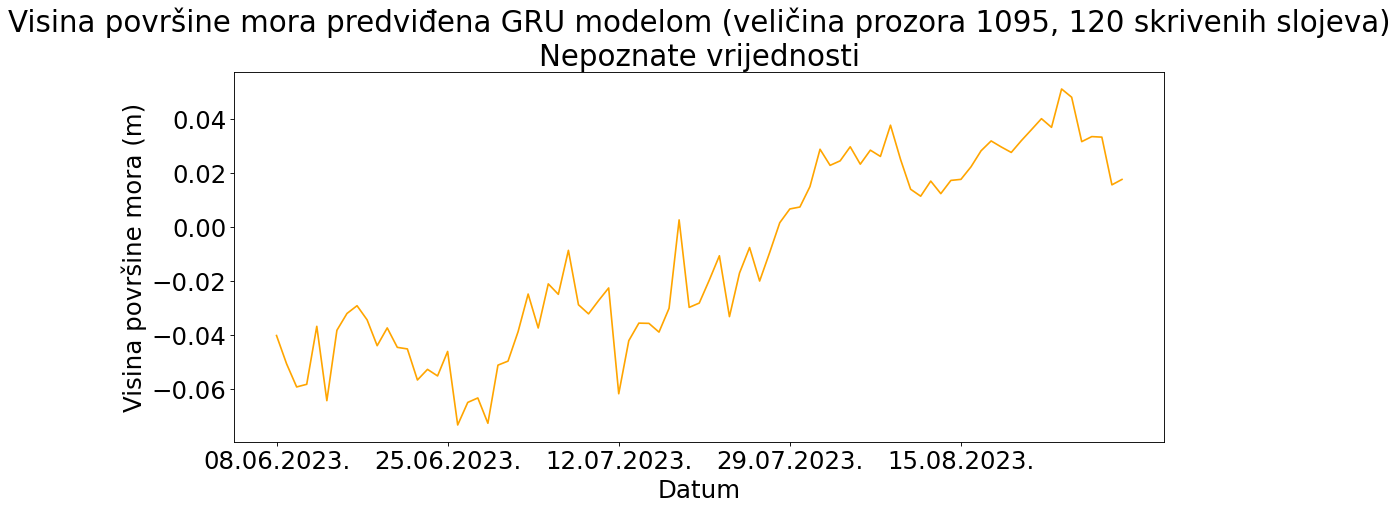 Visina površine mora predviđena GRU modelom (veličina prozora 1095, 120 skrivenih slojeva)
Nepoznate vrijednosti
Visina površine mora (m)
0.04
0.02
0.00
−0.02
−0.04
−0.06
08.06.2023. 25.06.2023. 12.07.2023. 29.07.2023. 15.08.2023.
Datum